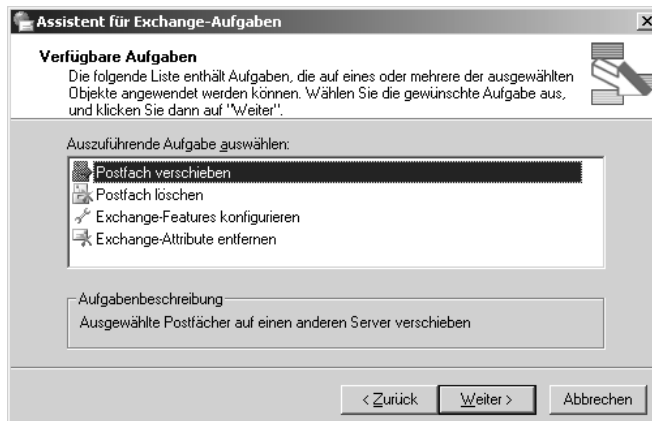 Assistent für Exchange-Aufgaben
Verfügbare Aufgaben
Die folgende Liste enthält Aufgaben, die auf eines oder mehrere der ausgewählten
Objekte angewendet werden können. Wählen Sie die gewünschte Aufgabe aus,
und klicken Sie dann auf "Weiter".
Auszuführende Aufgabe auswählen:
Postfach verschieben
Postfach löschen
Exchange-Features konfigurieren
Exchange-Attribute entfernen
Aufgabenbeschreibung
Ausgewählte Postfächer auf einen anderen Server verschieben
< Zurück Weiter > Abbrechen